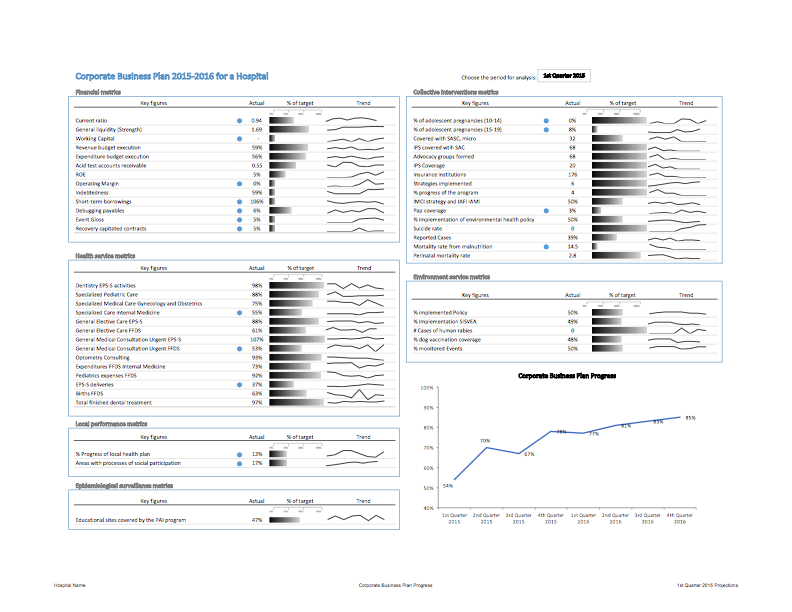 Corporate Business Plan 2015-2016 for a Hospital
Choose the period for analysis: 1st Quarter 2015
Financial metrics
Key figures Actual % of target Trend
Current ratio 0.94
General liquidity (Strength) 1.69
Working Capital -
Revenue budget execution 59%
Expenditure budget execution 56%
Acid test accounts receivable 0.55
ROE 5%
Operating Margin 0%
Indebtedness 59%
Short-term borrowings 106%
Debugging payables 6%
Event Gloss 5%
Recovery capitated contracts 5%
Health service metrics
Key figures Actual % of target Trend
Dentistry EPS-S activities 98%
Specialized Pediatric Care 88%
Specialized Medical Care Gynecology and Obstetrics 75%
Specialized Care Internal Medicine 55%
General Elective Care EPS-S 88%
General Elective Care FFDS 61%
General Medical Consultation Urgent EPS-S 107%
General Medical Consultation Urgent FFDS 53%
Optometry Consulting 93%
Expenditures FFDS Internal Medicine 73%
Pediatrics expenses FFDS 92%
EPS-S deliveries 37%
Births FFDS 63%
Total finished dental treatment 97%
Local performance metrics
Key figures Actual % of target Trend
% Progress of local health plan 13%
Areas with processes of social participation 17%
Epidemiological surveillance metrics
Key figures Actual % of target Trend
Educational sites covered by the PAI program 47%
Collective interventions metrics
Key figures Actual % of target Trend
% of adolescent pregnancies (10-14) 0%
% of adolescent pregnancies (15-19) 8%
Covered with SASC, micro 32
IPS covered with SAC 68
Advocacy groups formed 68
IPS Coverage 20
Insurance institutions 176
Strategies implemented 6
% progress of the program 4
IMCI strategy and IAFI IAMI 50%
Pap coverage 3%
% Implementation of environmental health policy 50%
Suicide rate 0
Reported Cases 39%
Mortality rate from malnutrition 14.5
Perinatal mortality rate 2.8
Environment service metrics
Key figures Actual % of target Trend
% implemented Policy 50%
% Implementation SISVEA 49%
# Cases of human rabies 0
% dog vaccination coverage 48%
% monitored Events 50%
Corporate Business Plan Progress
100%
90%
80%
70%
60%
50%
40%
54%
70%
67%
78%
77%
81%
83%
85%
1st Quarter 2nd Quarter 3rd Quarter 4th Quarter 1st Quarter 2nd Quarter 3rd Quarter 4th Quarter
2015 2015 2015 2015 2016 2016 2016 2016
Hospital Name Corporate Business Plan Progress 1st Quarter 2015 Projections